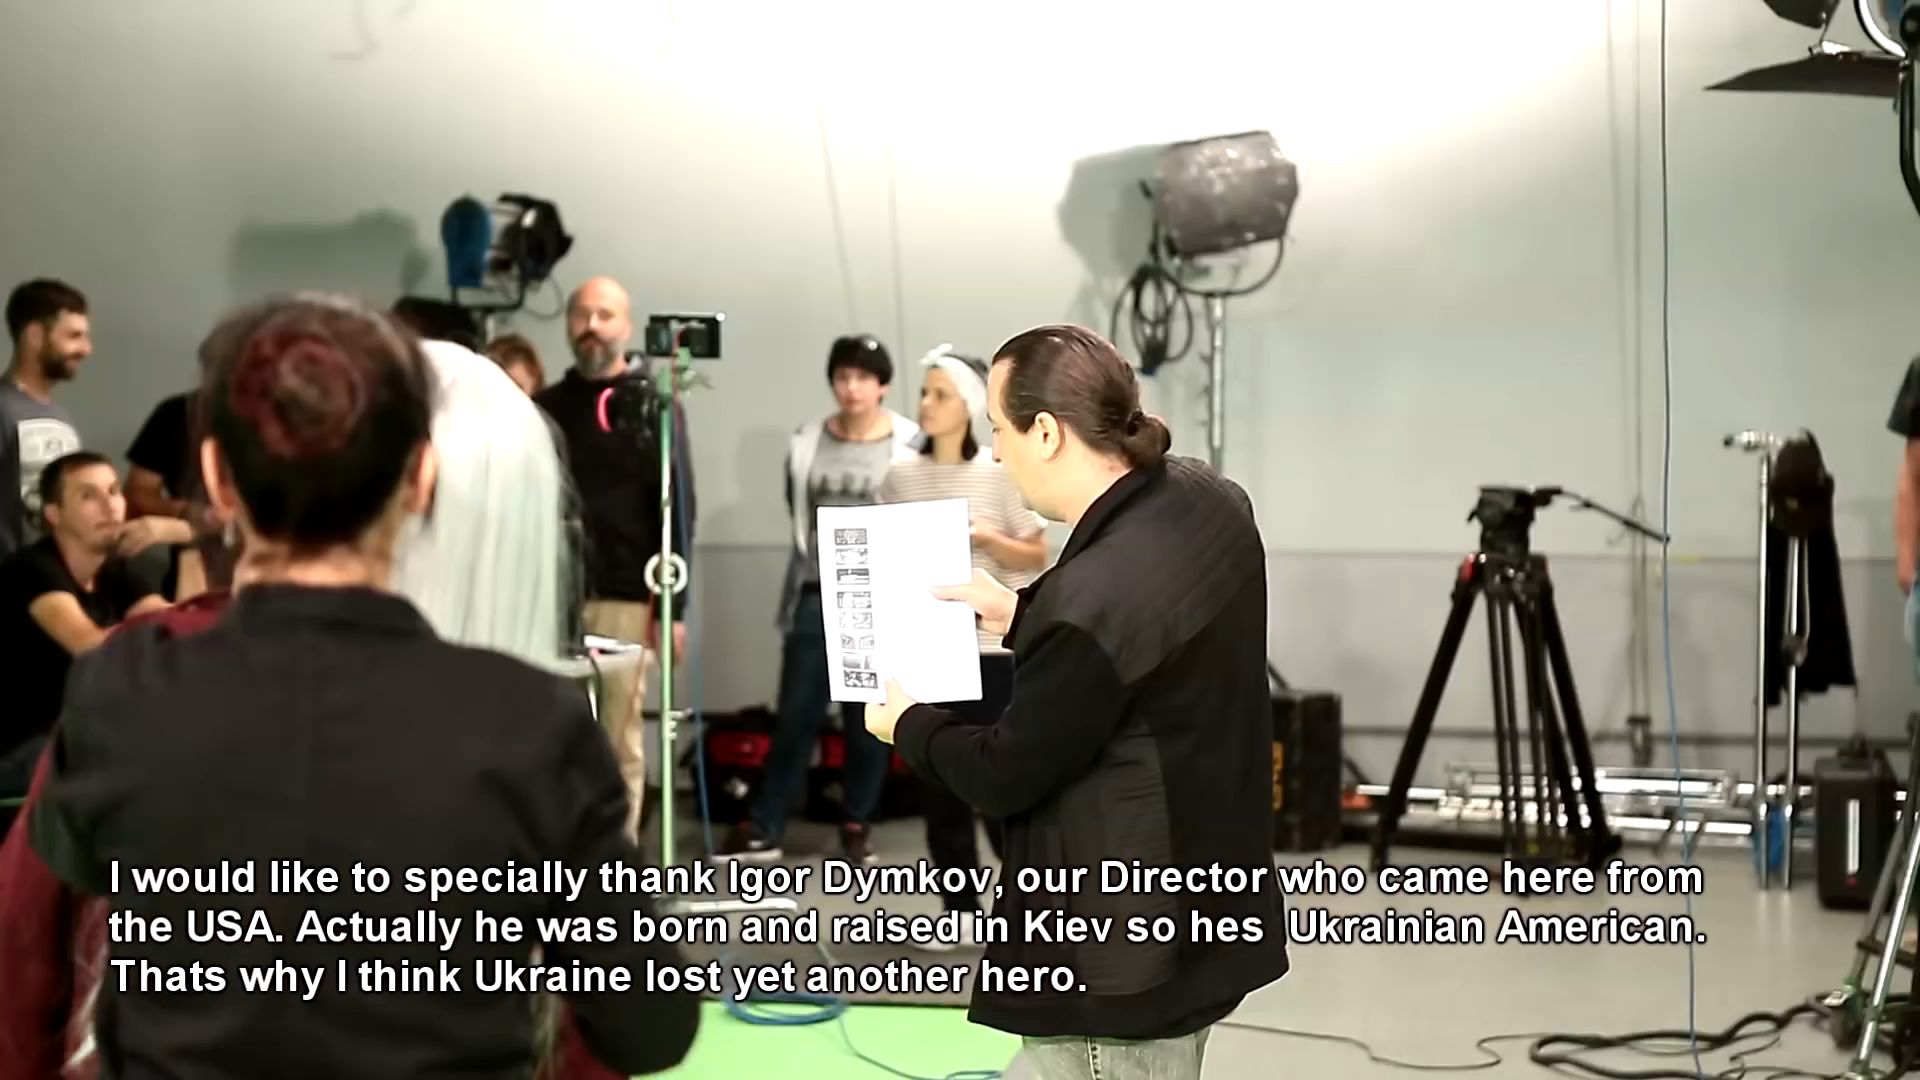 I would like to specially thank Igor Dymkov, our Director who came here from
the USA. Actually he was born and raised in Kiev so hes  Ukrainian American.
Thats why I think Ukraine lost yet another hero.